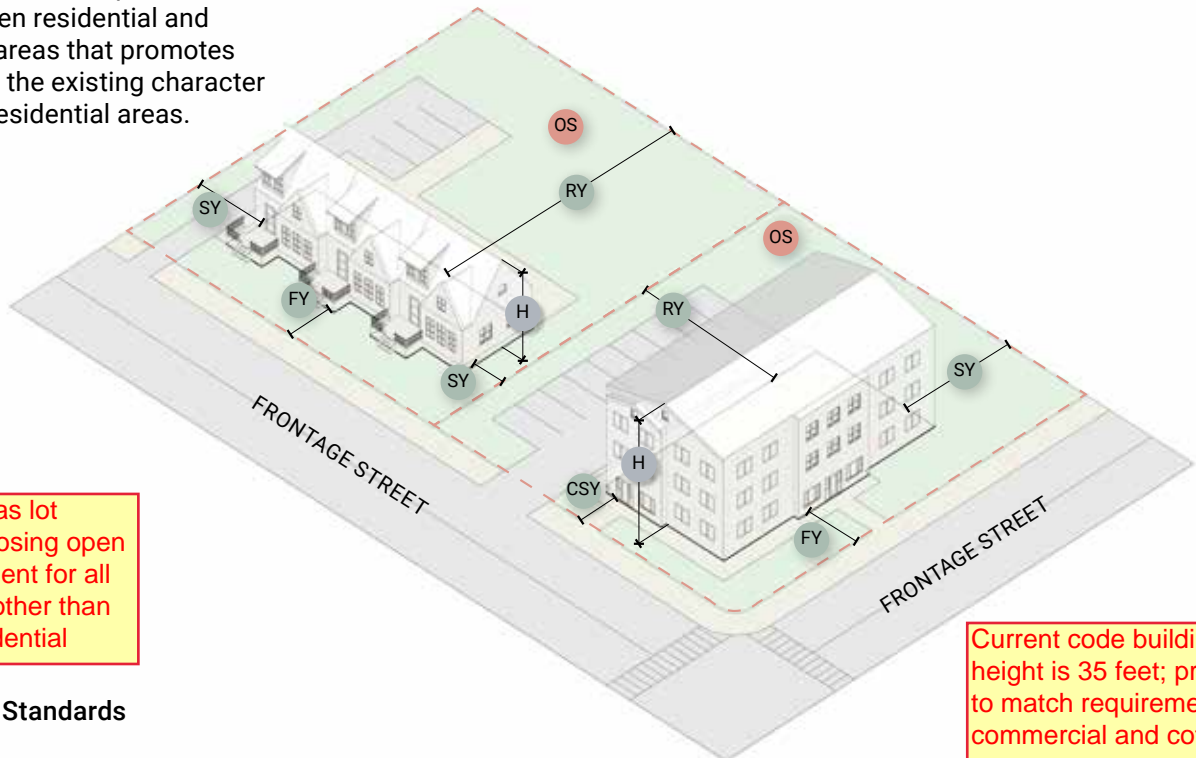 en residential and
areas that promotes
the existing character
esidential areas.
OS
RY
SY
OS
FY
H
RY
SY
SY
H
CSY
FY
FRONTAGE STREET
FRONTAGE STREET
as lot
osing open
ent for all
other than
dential
Standards
Current code buildi
height is 35 feet; pr
to match requireme
commercial and co